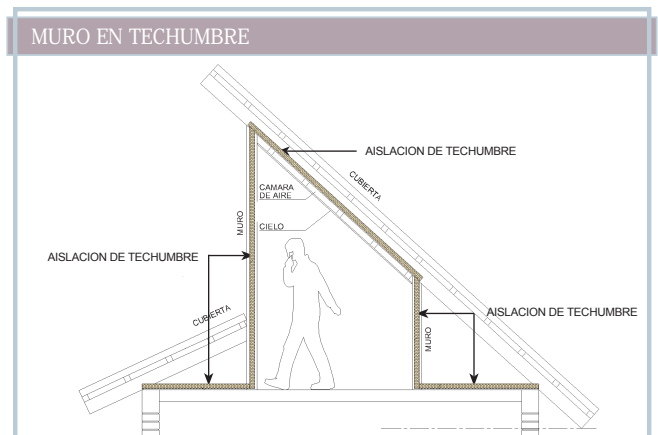 MURO EN TECHUMBRE
AISLACION DE TECHUMBRE
CUBIERTA
CAMARA
DE AIRE
MURO
CIELO
AISLACION DE TECHUMBRE
CUBIERTA
AISLACION DE TECHUMBRE
MURO